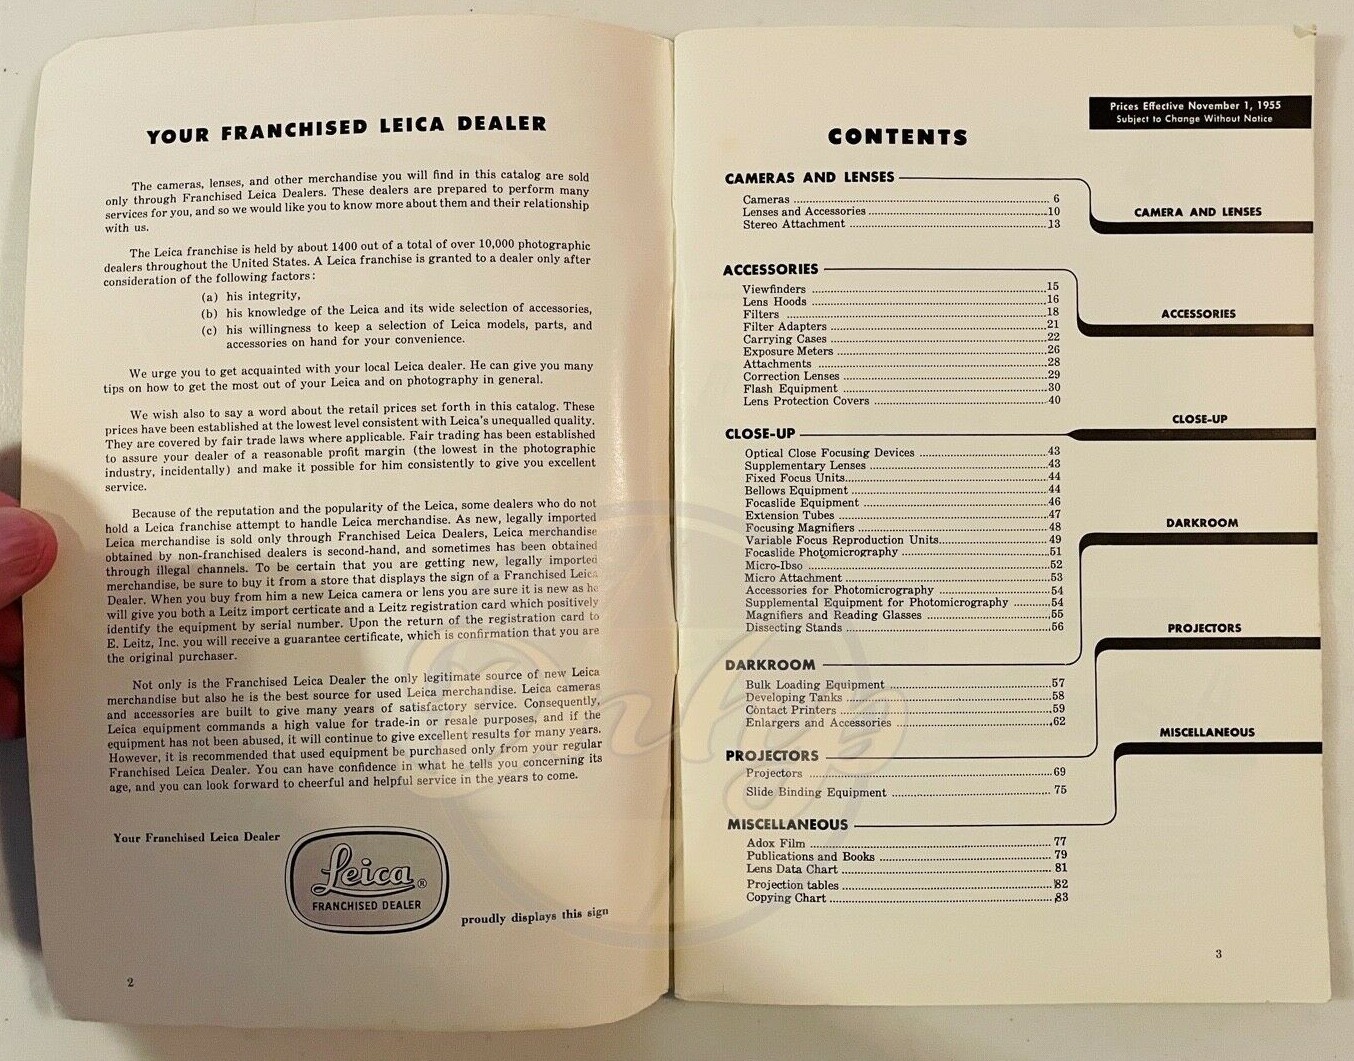 YOUR FRANCHISED LEICA DEALER
The cameras, lenses, and other merchandise you will find in this catalog are sold
only through Franchised Leica Dealers. These dealers are prepared to perform many
services for you, and so we would like you to know more about them and their relationship
with us.
The Leica franchise is held by about 1400 out of a total of over 10,000 photographic
dealers throughout the United States. A Leica franchise is granted to a dealer only after
consideration of the following factors:
(a) his integrity,
(b) his knowledge of the Leica and its wide selection of accessories,
(c) his willingness to keep a selection of Leica models, parts, and
accessories on hand for your convenience.
We urge you to get acquainted with your local Leica dealer. He can give you many
tips on how to get the most out of your Leica and on photography in general.
We wish also to say a word about the retail prices set forth in this catalog. These
prices have been established at the lowest level consistent with Leica's unequalled quality.
They are covered by fair trade laws where applicable. Fair trading has been established
to assure your dealer of a reasonable profit margin (the lowest in the photographic
industry, incidentally) and make it possible for him consistently to give you excellent
service.
Because of the reputation and the popularity of the Leica, some dealers who do not
hold a Leica franchise attempt to handle Leica merchandise. As new, legally imported
Leica merchandise is sold only through Franchised Leica Dealers, Leica merchandise
obtained by non-franchised dealers is second-hand, and sometimes has been obtained
through illegal channels. To be certain that you are getting new, legally imported
merchandise, be sure to buy it from a store that displays the sign of a Franchised Leica
Dealer. When you buy from him a new Leica camera or lens you are sure it is new as he
will give you both a Leitz import certicate and a Leitz registration card which positively
identify the equipment by serial number. Upon the return of the registration card to
E. Leitz, Inc. you will receive a guarantee certificate, which is confirmation that you are
the original purchaser.
Not only is the Franchised Leica Dealer the only legitimate source of new Leica
merchandise but also he is the best source for used Leica merchandise. Leica cameras
and accessories are built to give many years of satisfactory service. Consequently,
Leica equipment commands a high value for trade-in or resale purposes, and if the
equipment has not been abused, it will continue to give excellent results for many years.
However, it is recommended that used equipment be purchased only from your regular
Franchised Leica Dealer. You can have confidence in what he tells you concerning its
age, and you can look forward to cheerful and helpful service in the years to come.
Your Franchised Leica Dealer
Leica®
FRANCHISED DEALER
proudly displays this sign
2
Prices Effective November 1, 1955
Subject to Change Without Notice
CONTENTS
CAMERAS AND LENSES
Cameras 6
Lenses and Accessories 10
Stereo Attachment 13
CAMERA AND LENSES
ACCESSORIES
Viewfinders 15
Lens Hoods 16
Filters 18
Filter Adapters 21
Carrying Cases 22
Exposure Meters 26
Attachments 28
Correction Lenses 29
Flash Equipment 30
Lens Protection Covers 40
ACCESSORIES
CLOSE-UP
Optical Close Focusing Devices 43
Supplementary Lenses 43
Fixed Focus Units 44
Bellows Equipment 44
Focaslide Equipment 46
Extension Tubes 47
Focusing Magnifiers 48
Variable Focus Reproduction Units 49
Focaslide Photomicrography 51
Micro-Ibso 52
Micro Attachment 53
Accessories for Photomicrography 54
Supplemental Equipment for Photomicrography 54
Magnifiers and Reading Glasses 55
Dissecting Stands 56
CLOSE-UP
DARKROOM
Bulk Loading Equipment 57
Developing Tanks 58
Contact Printers 59
Enlargers and Accessories 62
DARKROOM
PROJECTORS
Projectors 69
Slide Binding Equipment 75
PROJECTORS
MISCELLANEOUS
Adox Film 77
Publications and Books 79
Lens Data Chart 81
Projection tables 82
Copying Chart 83
MISCELLANEOUS
3